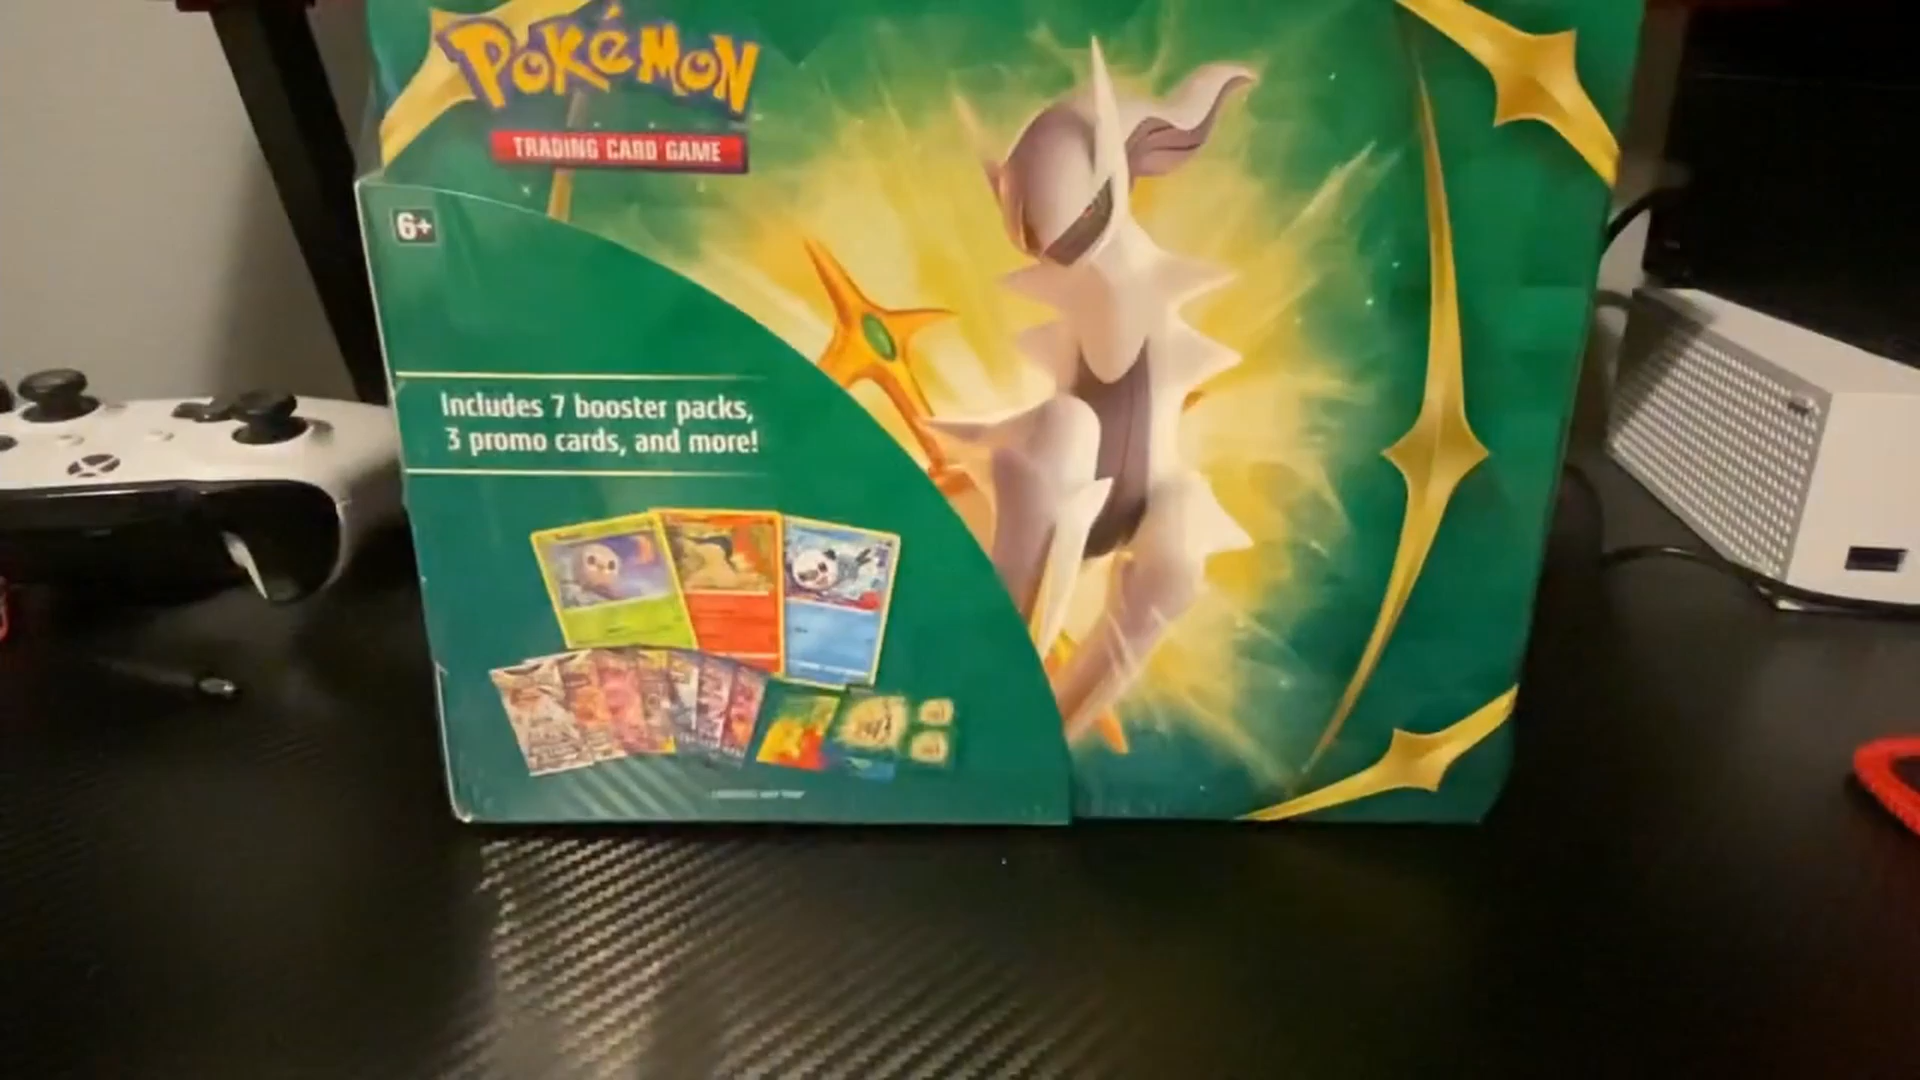 POKéMON
TRADING CARD GAME
6+
Includes 7 booster packs,
3 promo cards, and more!